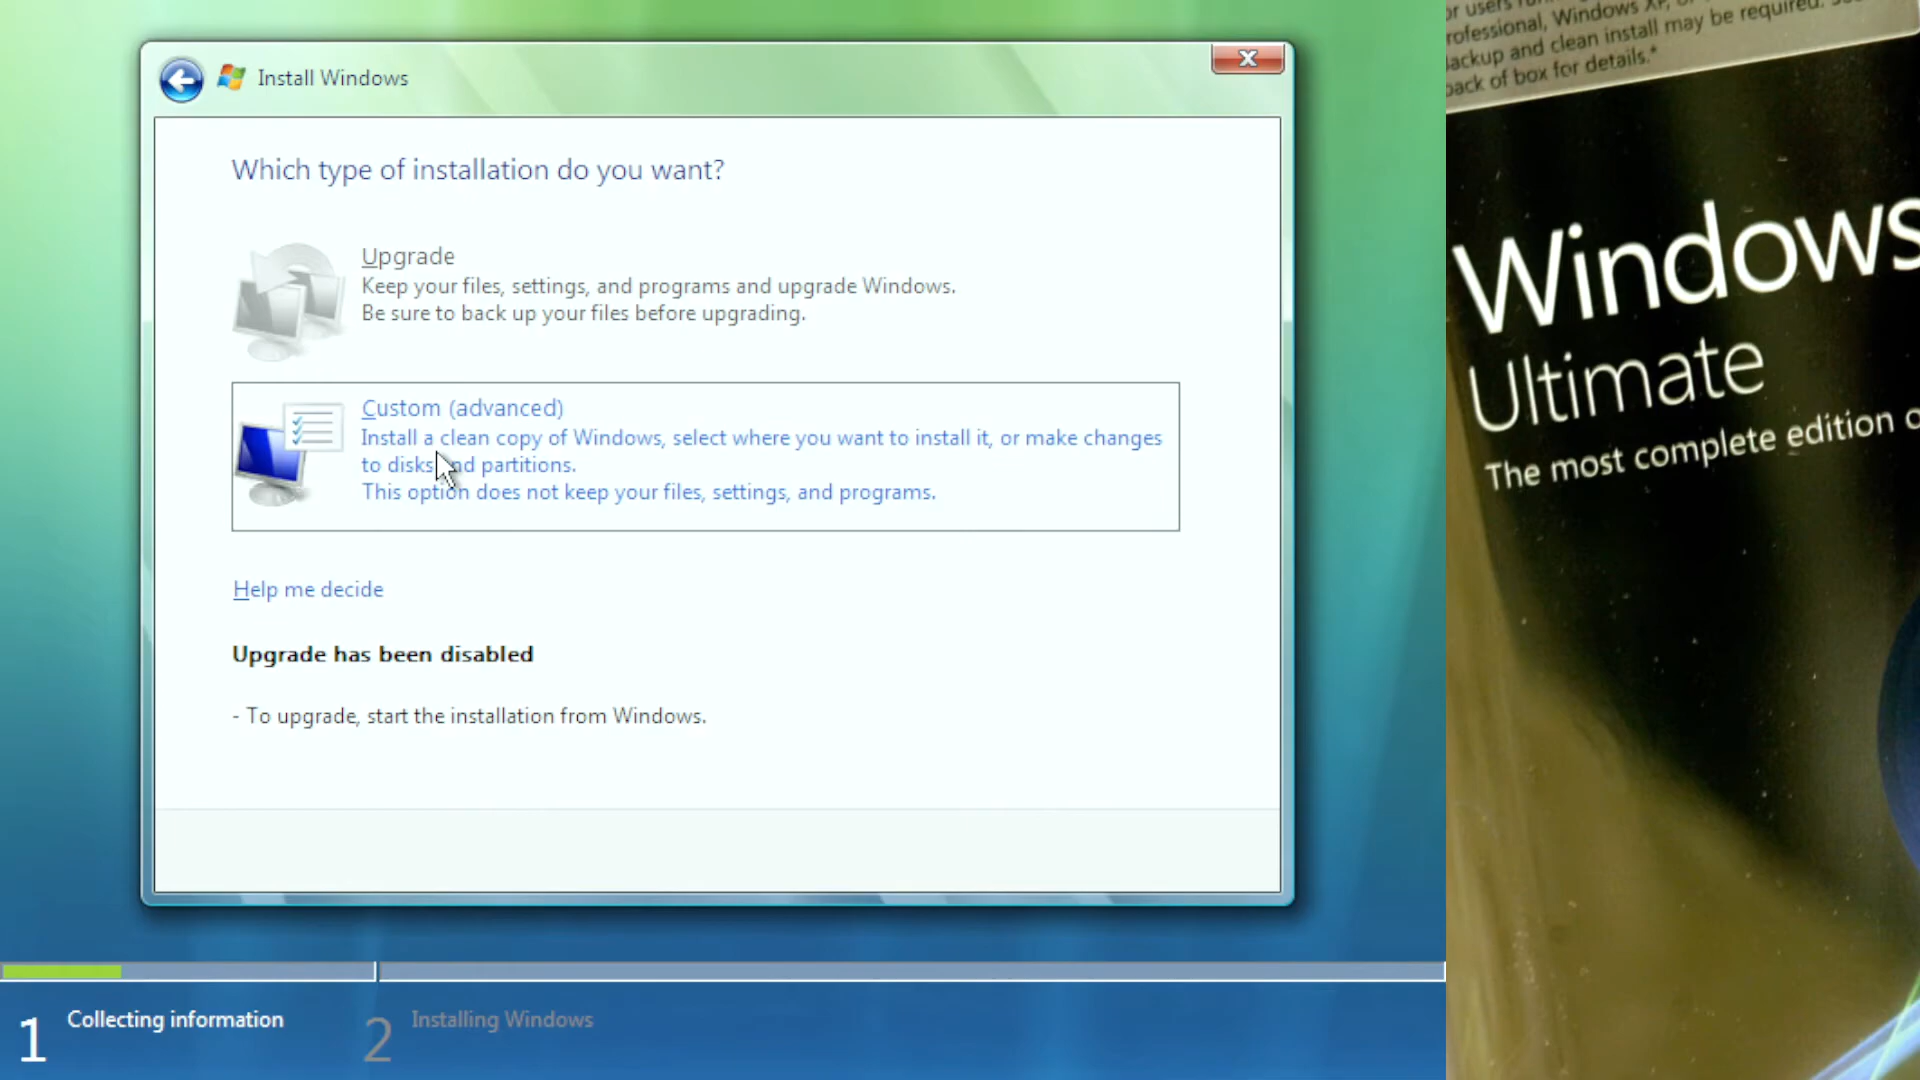 Install Windows
Which type of installation do you want?
Upgrade
Keep your files, settings, and programs and upgrade Windows.
Be sure to back up your files before upgrading.
Custom (advanced)
Install a clean copy of Windows, select where you want to install it, or make changes
to disks and partitions.
This option does not keep your files, settings, and programs.
Help me decide
Upgrade has been disabled
- To upgrade, start the installation from Windows.
1 Collecting information
2 Installing Windows
or users
rofessional, Windows XP,
ackup and clean install may be required.
back of box for details.*
Windows
Ultimate
The most complete edition o